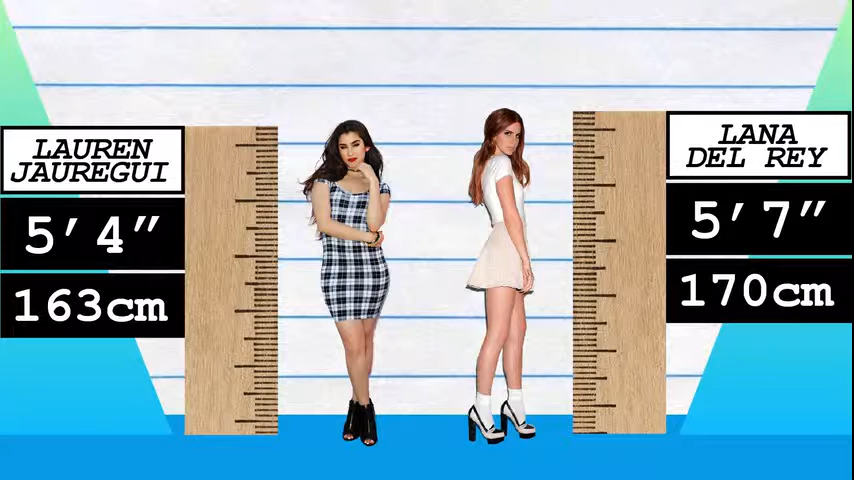 LAUREN
JAUREGUI
5'4"
163cm
LANA
DEL REY
5'7"
170cm